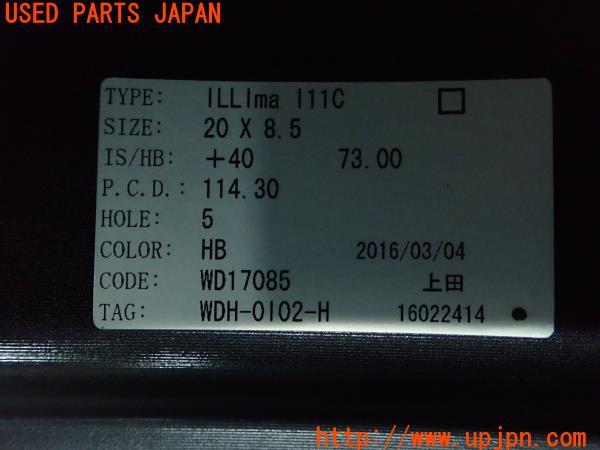 USED PARTS JAPAN
TYPE: ILLIma I11C □
SIZE: 20 X 8.5
IS/HB: +40 73.00
P.C.D.: 114.30
HOLE: 5
COLOR: HB 2016/03/04
CODE: WD17085 上田
TAG: WDH-0I02-H 16022414 ●
http://www.upjpn.com/